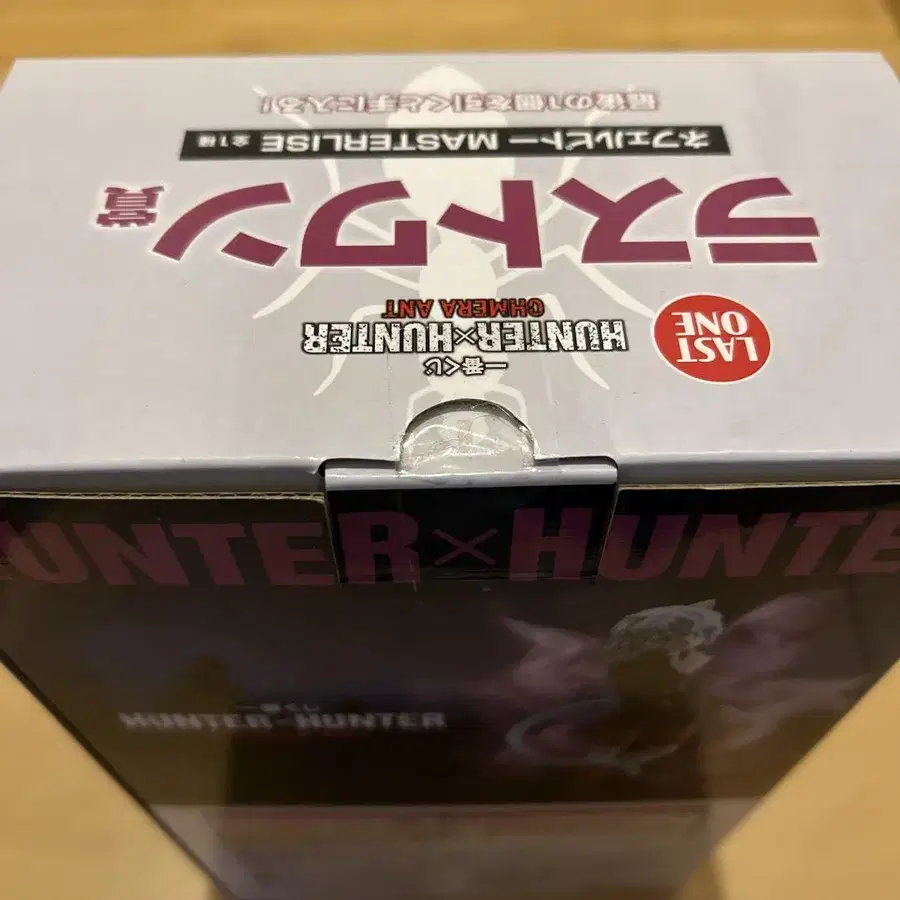 LAST
ONE
一番くじ
HUNTER×HUNTER
CHMERA ANT
ラストワン賞
ネフェルピトー MASTERLISE 全1種
最後の1個を引くと手に入る!
HUNTER×HUNTE
一番くじ
HUNTER×HUNTER